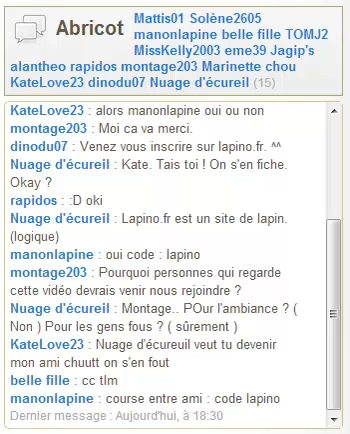 Abricot
Mattis01 Solène2605
manonlapine belle fille TOMJ2
MissKelly2003 eme39 Jagip's
alantheo rapidos montage203 Marinette chou
KateLove23 dinodu07 Nuage d'écureil (15)
KateLove23 : alors manonlapine oui ou non
montage203 : Moi ca va merci.
dinodu07 : Venez vous inscrire sur lapino.fr. ^^
Nuage d'écureil : Kate. Tais toi ! On s'en fiche.
Okay ?
rapidos : :D oki
Nuage d'écureil : Lapino.fr est un site de lapin.
(logique)
manonlapine : oui code : lapino
montage203 : Pourquoi personnes qui regarde
cette vidéo devrais venir nous rejoindre ?
Nuage d'écureil : Montage.. POur l'ambiance ? (
Non ) Pour les gens fous ? ( sûrement )
KateLove23 : Nuage d'écureuil veut tu devenir
mon ami chuutt on s'en fout
belle fille : cc tlm
manonlapine : course entre ami : code lapino
Dernier message : Aujourd'hui, à 18:30